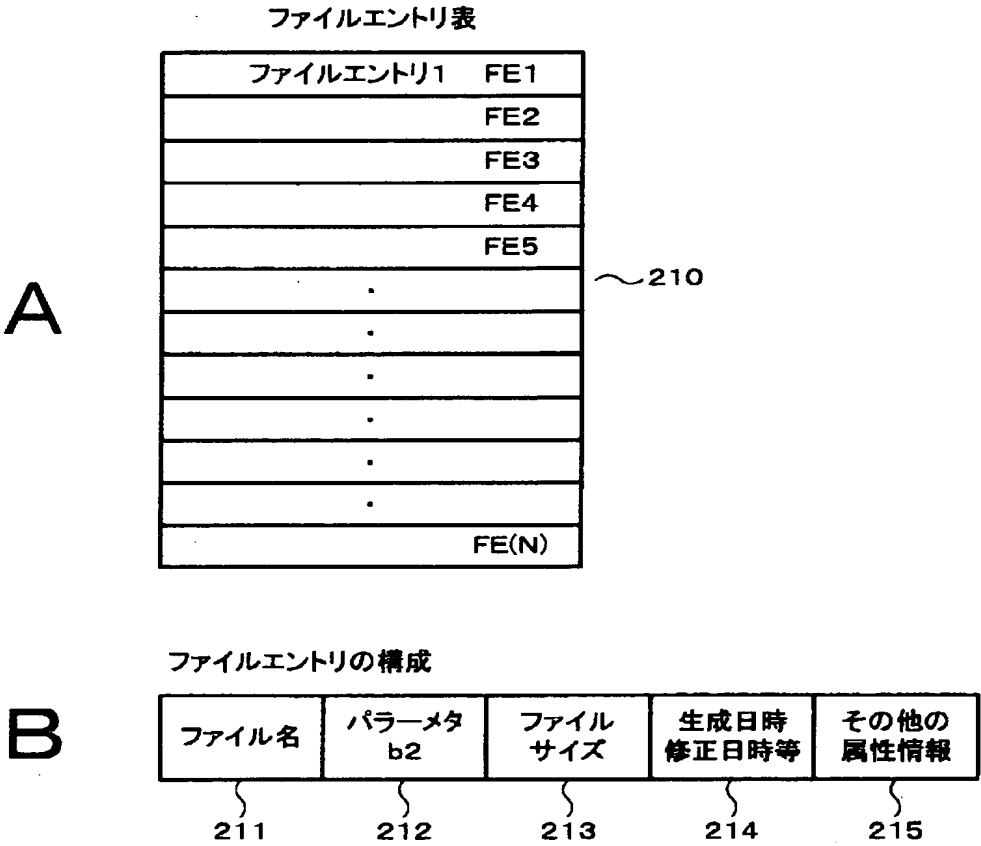 ファイルエントリ表
ファイルエントリ1 FE1
FE2
FE3
FE4
FE5
210
A
FE(N)
ファイルエントリの構成
B
ファイル名
パラーメタ
b2
ファイル
サイズ
生成日時
修正日時等
その他の
属性情報
211
212
213
214
215